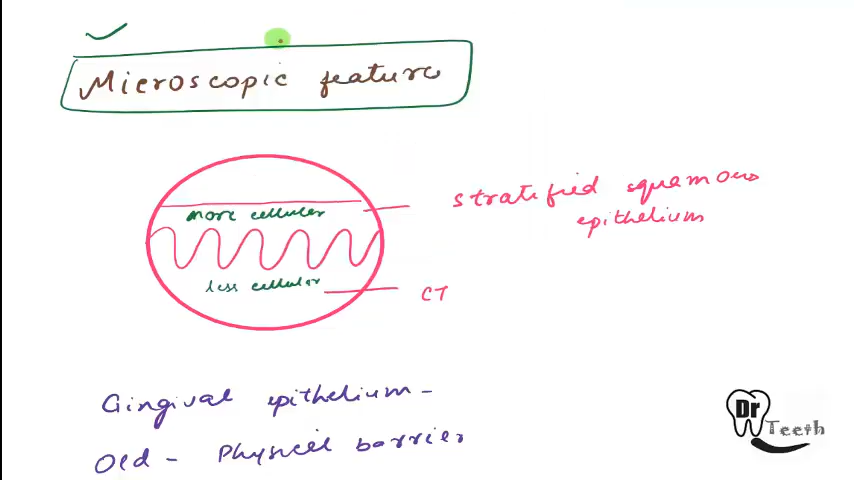 Microscopic feature
more cellular
stratified squamous
epithelium
less cellular
CT
Gingival epithelium -
Old - Physical barrier
Dr
Teeth